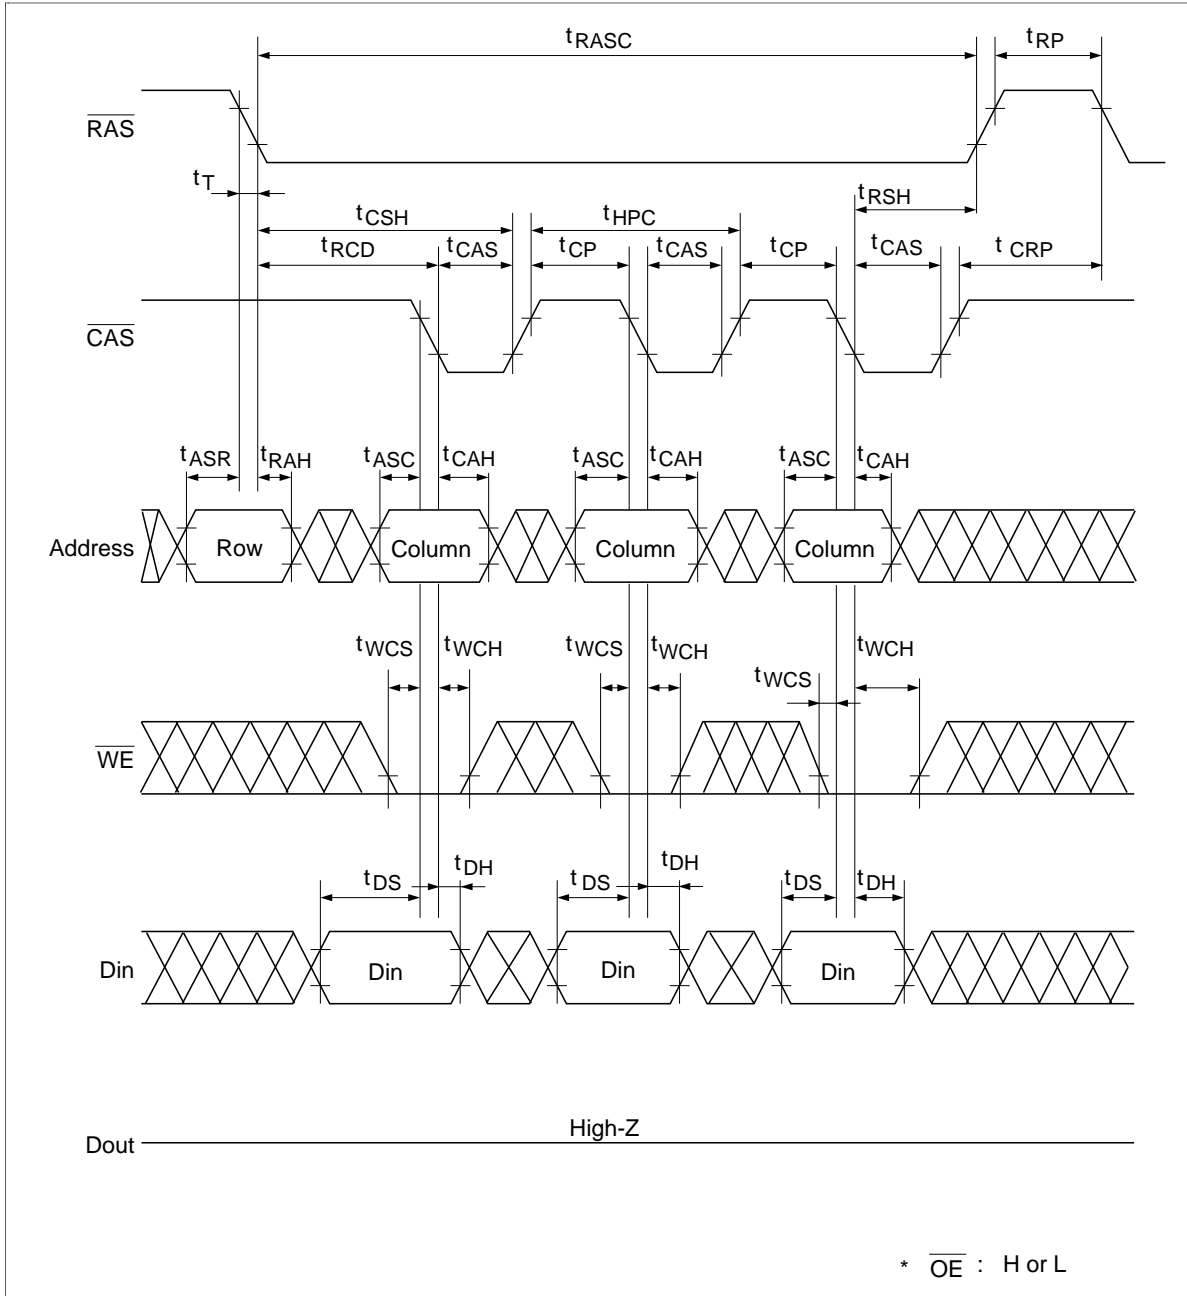 tRASC tRP
RAS
tT tRSH
tCSH tHPC
tRCD tCAS tCP tCAS tCP tCAS tCRP
CAS
tASR tRAH tASC tCAH tASC tCAH tASC tCAH
Address Row Column Column Column
tWCS tWCH tWCS tWCH tWCS tWCH
WE
tDS tDH tDS tDH tDS tDH
Din Din Din Din
High-Z
Dout
* OE : H or L